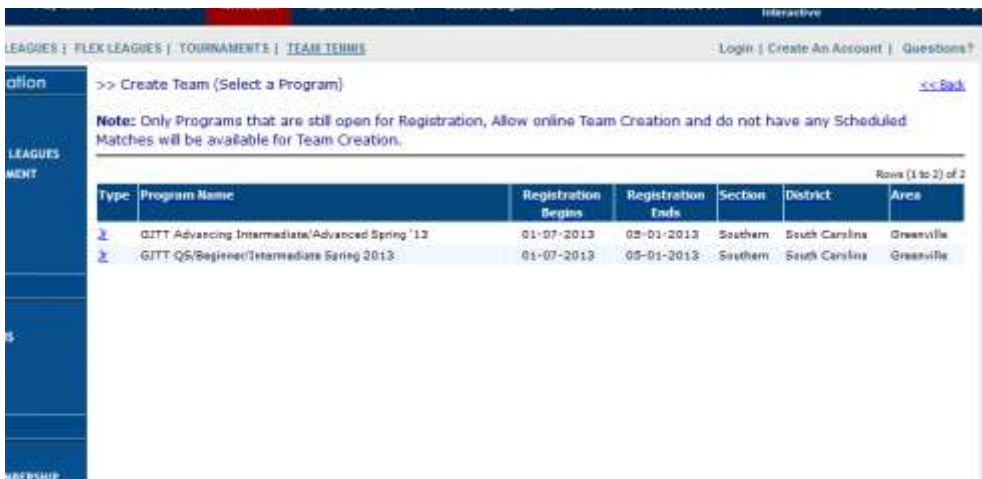 Interactive
LEAGUES | FLEX LEAGUES | TOURNAMENTS | TEAM TENNIS
Login | Create An Account | Questions?
ation
>> Create Team (Select a Program)
<< Back
Note: Only Programs that are still open for Registration, Allow online Team Creation and do not have any Scheduled
Matches will be available for Team Creation.
LEAGUES
MENT
Rows (1 to 2) of 2
Type Program Name Registration Begins Registration Ends Section District Area
GJTT Advancing Intermediate/Advanced Spring '13 01-07-2013 05-01-2013 Southern South Carolina Greenville
GJTT QS/Beginner/Intermediate Spring 2013 01-07-2013 05-01-2013 Southern South Carolina Greenville
S
MBERSHIP